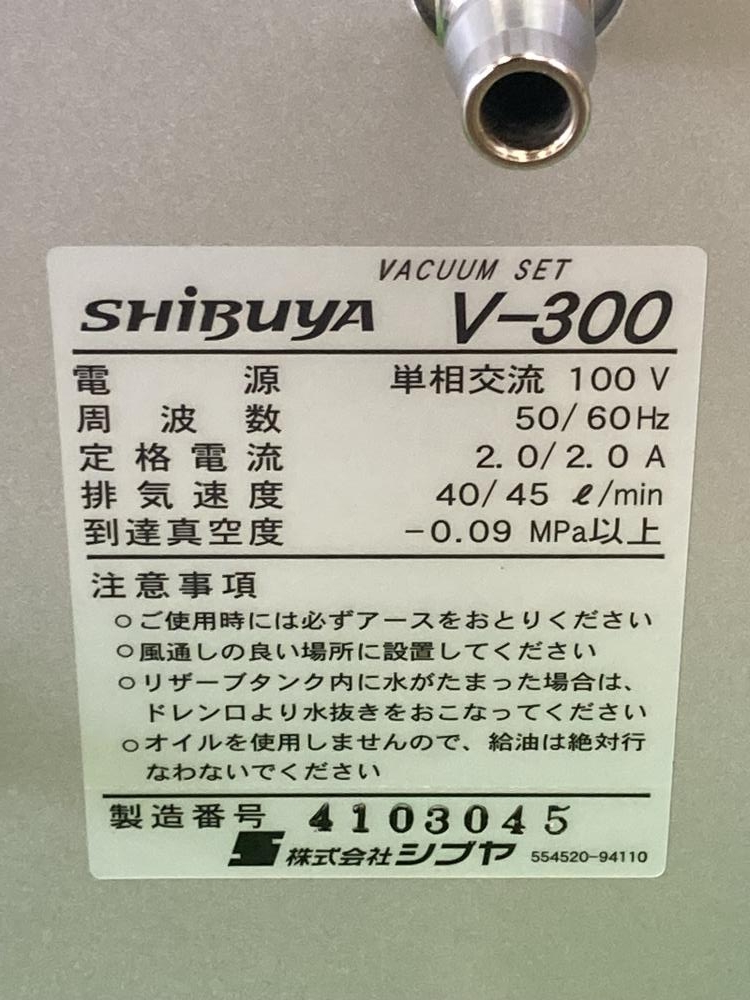 VACUUM SET
SHiBUYA V-300
電源 単相交流 100 V
周波数 50/60Hz
定格電流 2.0/2.0 A
排気速度 40/45 ℓ/min
到達真空度 -0.09 MPa以上
注意事項
○ご使用時には必ずアースをおとりください
○風通しの良い場所に設置してください
○リザーブタンク内に水がたまった場合は、
ドレン口より水抜きをおこなってください
○オイルを使用しませんので、給油は絶対行
なわないでください
製造番号 4103045
株式会社シブヤ 554520-94110